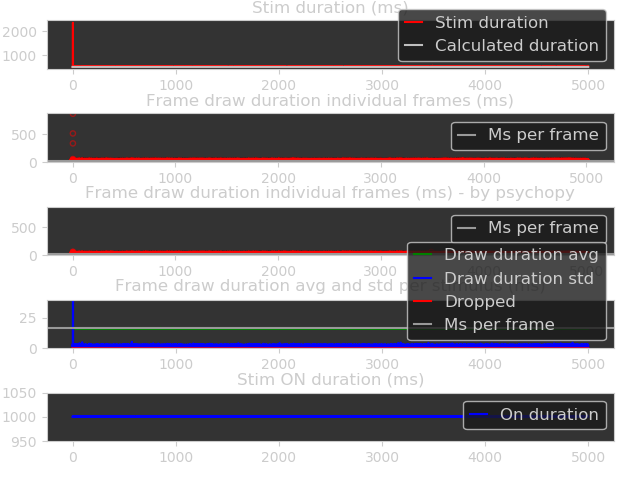 Stim duration (ms)
Stim duration
Calculated duration
2000
1000
0 1000 2000 3000 4000 5000
Frame draw duration individual frames (ms)
Ms per frame
500
0
0 1000 2000 3000 4000 5000
Frame draw duration individual frames (ms) - by psychopy
Ms per frame
500
0
0 1000 2000 3000 4000 5000
Draw duration avg
Draw duration std
Dropped
Ms per frame
Frame draw duration avg and std per stimulus (ms)
25
0
0 1000 2000 3000 4000 5000
Stim ON duration (ms)
On duration
1050
1000
950
0 1000 2000 3000 4000 5000